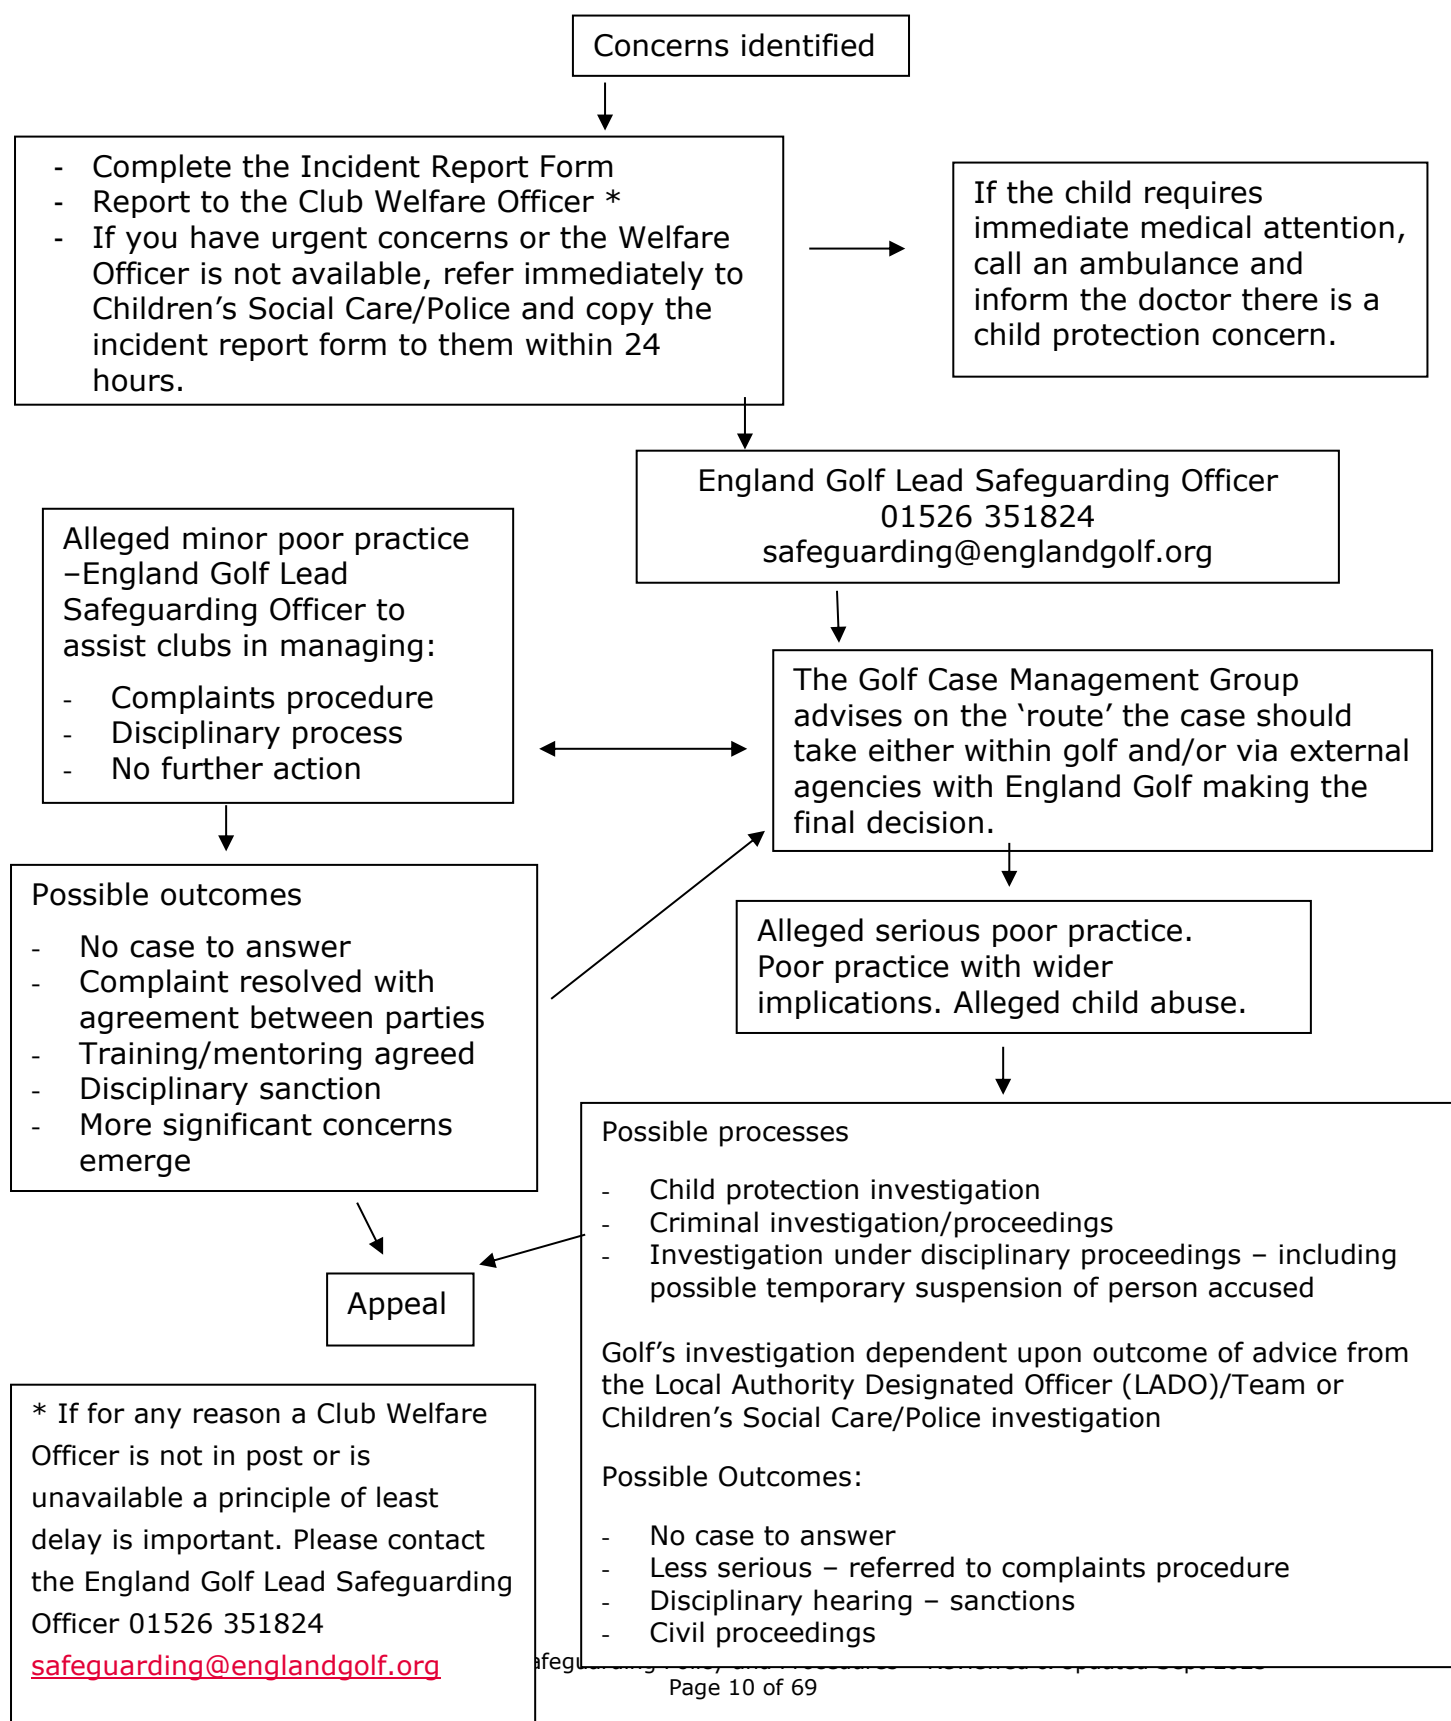 Concerns identified
- Complete the Incident Report Form
- Report to the Club Welfare Officer *
- If you have urgent concerns or the Welfare
Officer is not available, refer immediately to
Children’s Social Care/Police and copy the
incident report form to them within 24
hours.
If the child requires
immediate medical attention,
call an ambulance and
inform the doctor there is a
child protection concern.
England Golf Lead Safeguarding Officer
01526 351824
safeguarding@englandgolf.org
Alleged minor poor practice
–England Golf Lead
Safeguarding Officer to
assist clubs in managing:
- Complaints procedure
- Disciplinary process
- No further action
The Golf Case Management Group
advises on the ‘route’ the case should
take either within golf and/or via external
agencies with England Golf making the
final decision.
Possible outcomes
- No case to answer
- Complaint resolved with
agreement between parties
- Training/mentoring agreed
- Disciplinary sanction
- More significant concerns
emerge
Alleged serious poor practice.
Poor practice with wider
implications. Alleged child abuse.
Possible processes
- Child protection investigation
- Criminal investigation/proceedings
- Investigation under disciplinary proceedings – including
possible temporary suspension of person accused
Golf’s investigation dependent upon outcome of advice from
the Local Authority Designated Officer (LADO)/Team or
Children’s Social Care/Police investigation
Possible Outcomes:
- No case to answer
- Less serious – referred to complaints procedure
- Disciplinary hearing – sanctions
- Civil proceedings
Appeal
* If for any reason a Club Welfare
Officer is not in post or is
unavailable a principle of least
delay is important. Please contact
the England Golf Lead Safeguarding
Officer 01526 351824
safeguarding@englandgolf.org
Page 10 of 69